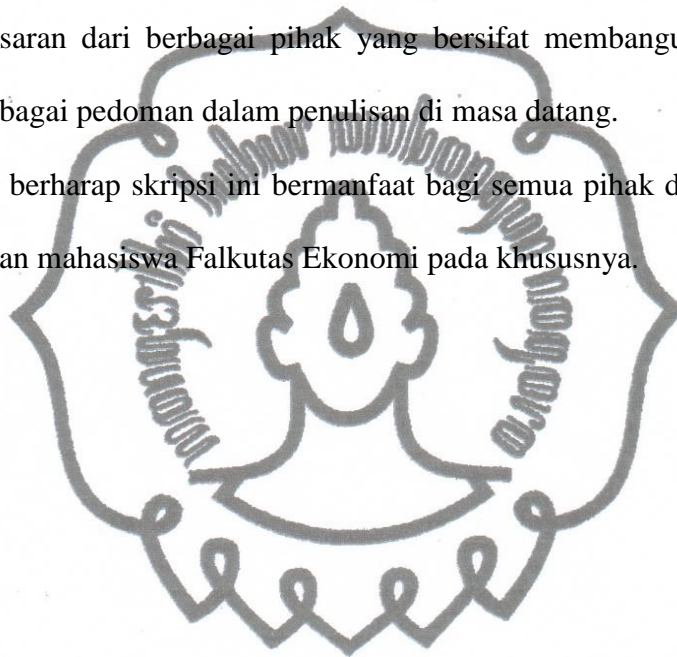 saran dari berbagai pihak yang bersifat membangu
bagai pedoman dalam penulisan di masa datang.
berharap skripsi ini bermanfaat bagi semua pihak d
an mahasiswa Falkutas Ekonomi pada khususnya.